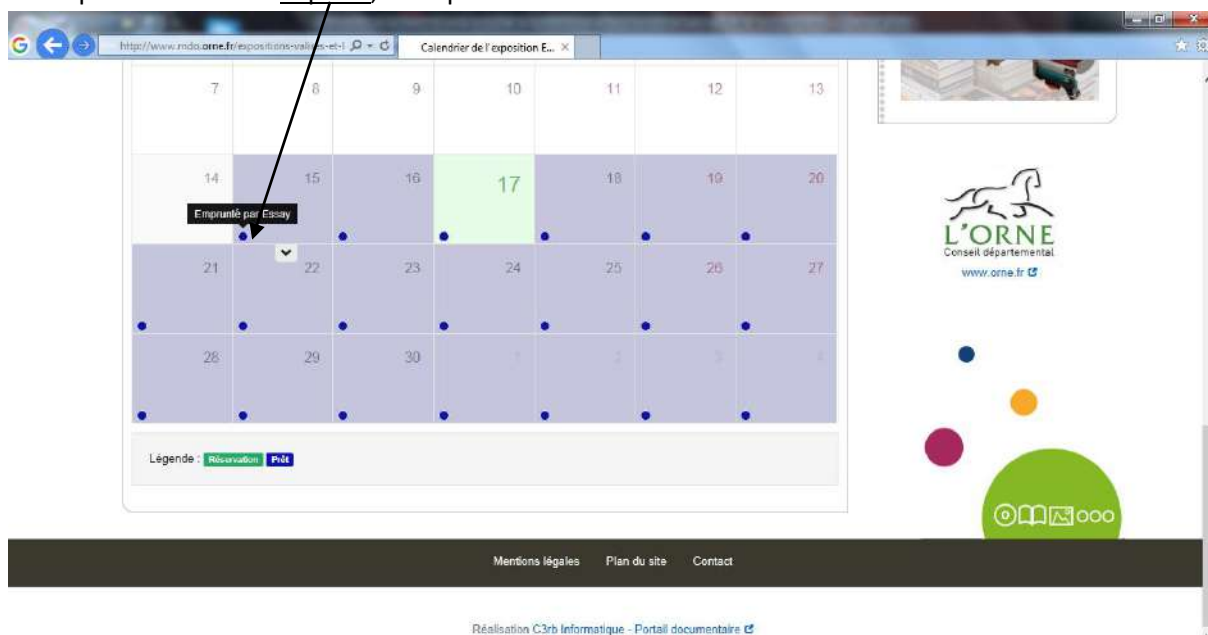 http://www.mdo.orne.fr/expositions-valises-et-l
Calendrier de l'exposition E...
7 8 9 10 11 12 13
14 15 16 17 18 19 20
Emprunté par Essay
21 22 23 24 25 26 27
28 29 30 1 2 3 4
Légende : Réservation Prêt
L'ORNE
Conseil départemental
www.orne.fr
Mentions légales Plan du site Contact
Réalisation C3rb Informatique - Portail documentaire